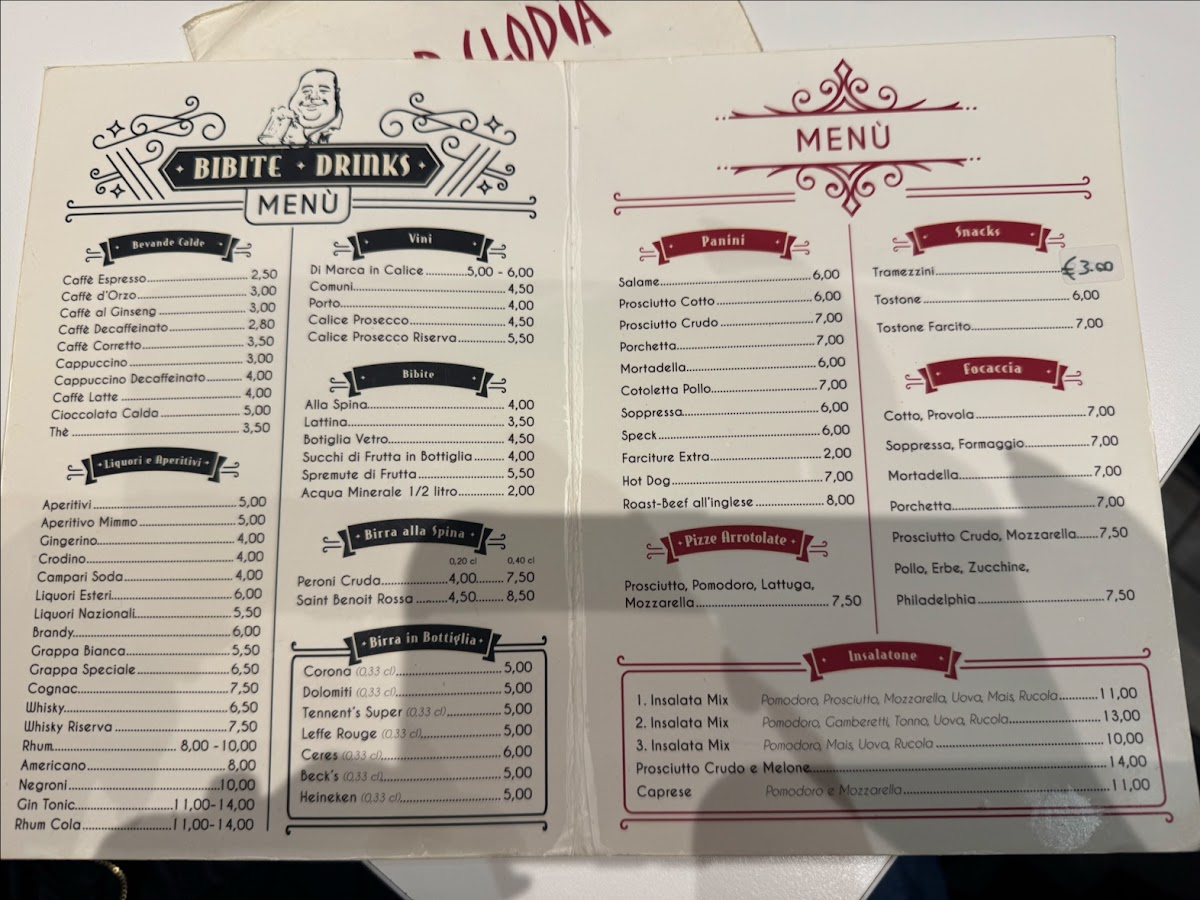 BIBITE • DRINKS
MENÙ
Bevande Calde
Caffè Espresso 2,50
Caffè d'Orzo 3,00
Caffè al Ginseng 3,00
Caffè Decaffeinato 2,80
Caffè Corretto 3,50
Cappuccino 3,00
Cappuccino Decaffeinato 4,00
Caffè Latte 4,00
Cioccolata Calda 5,00
Thè 3,50
Liquori e Aperitivi
Aperitivi 5,00
Aperitivo Mimmo 5,00
Gingerino 4,00
Crodino 4,00
Campari Soda 4,00
Liquori Esteri 6,00
Liquori Nazionali 5,50
Brandy 6,00
Grappa Bianca 5,50
Grappa Speciale 6,50
Cognac 7,50
Whisky 6,50
Whisky Riserva 7,50
Rhum 8,00 - 10,00
Americano 8,00
Negroni 10,00
Gin Tonic 11,00-14,00
Rhum Cola 11,00-14,00
Vini
Di Marca in Calice 5,00 - 6,00
Comuni 4,50
Porto 4,00
Calice Prosecco 4,50
Calice Prosecco Riserva 5,50
Bibite
Alla Spina 4,00
Lattina 3,50
Botiglia Vetro 4,50
Succhi di Frutta in Bottiglia 4,00
Spremute di Frutta 5,50
Acqua Minerale 1/2 litro 2,00
Birra alla Spina
0,20 cl 0,40 cl
Peroni Cruda 4,00 7,50
Saint Benoit Rossa 4,50 8,50
Birra in Bottiglia
Corona (0,33 cl) 5,00
Dolomiti (0,33 cl) 5,00
Tennent's Super (0,33 cl) 5,00
Leffe Rouge (0,33 cl) 5,00
Ceres (0,33 cl) 6,00
Beck's (0,33 cl) 5,00
Heineken (0,33 cl) 5,00
MENÙ
Panini
Salame 6,00
Prosciutto Cotto 6,00
Prosciutto Crudo 7,00
Porchetta 7,00
Mortadella 6,00
Cotoletta Pollo 7,00
Soppressa 6,00
Speck 6,00
Farciture Extra 2,00
Hot Dog 7,00
Roast-Beef all'inglese 8,00
Pizze Arrotolate
Prosciutto, Pomodoro, Lattuga,
Mozzarella 7,50
Snacks
Tramezzini €3.00
Tostone 6,00
Tostone Farcito 7,00
Focaccia
Cotto, Provola 7,00
Soppressa, Formaggio 7,00
Mortadella 7,00
Porchetta 7,00
Prosciutto Crudo, Mozzarella 7,50
Pollo, Erbe, Zucchine,
Philadelphia 7,50
Insalatone
1. Insalata Mix Pomodoro, Prosciutto, Mozzarella, Uova, Mais, Rucola 11,00
2. Insalata Mix Pomodoro, Gamberetti, Tonno, Uova, Rucola 13,00
3. Insalata Mix Pomodoro, Mais, Uova, Rucola 10,00
Prosciutto Crudo e Melone 14,00
Caprese Pomodoro e Mozzarella 11,00